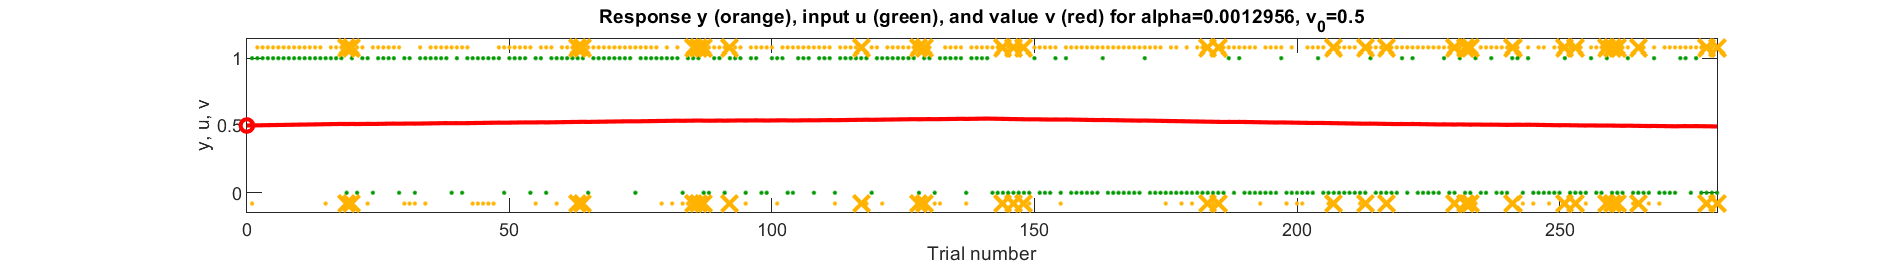 Response y (orange), input u (green), and value v (red) for alpha=0.0012956, v_0=0.5
1
0.5
0
y, u, v
0 50 100 150 200 250
Trial number